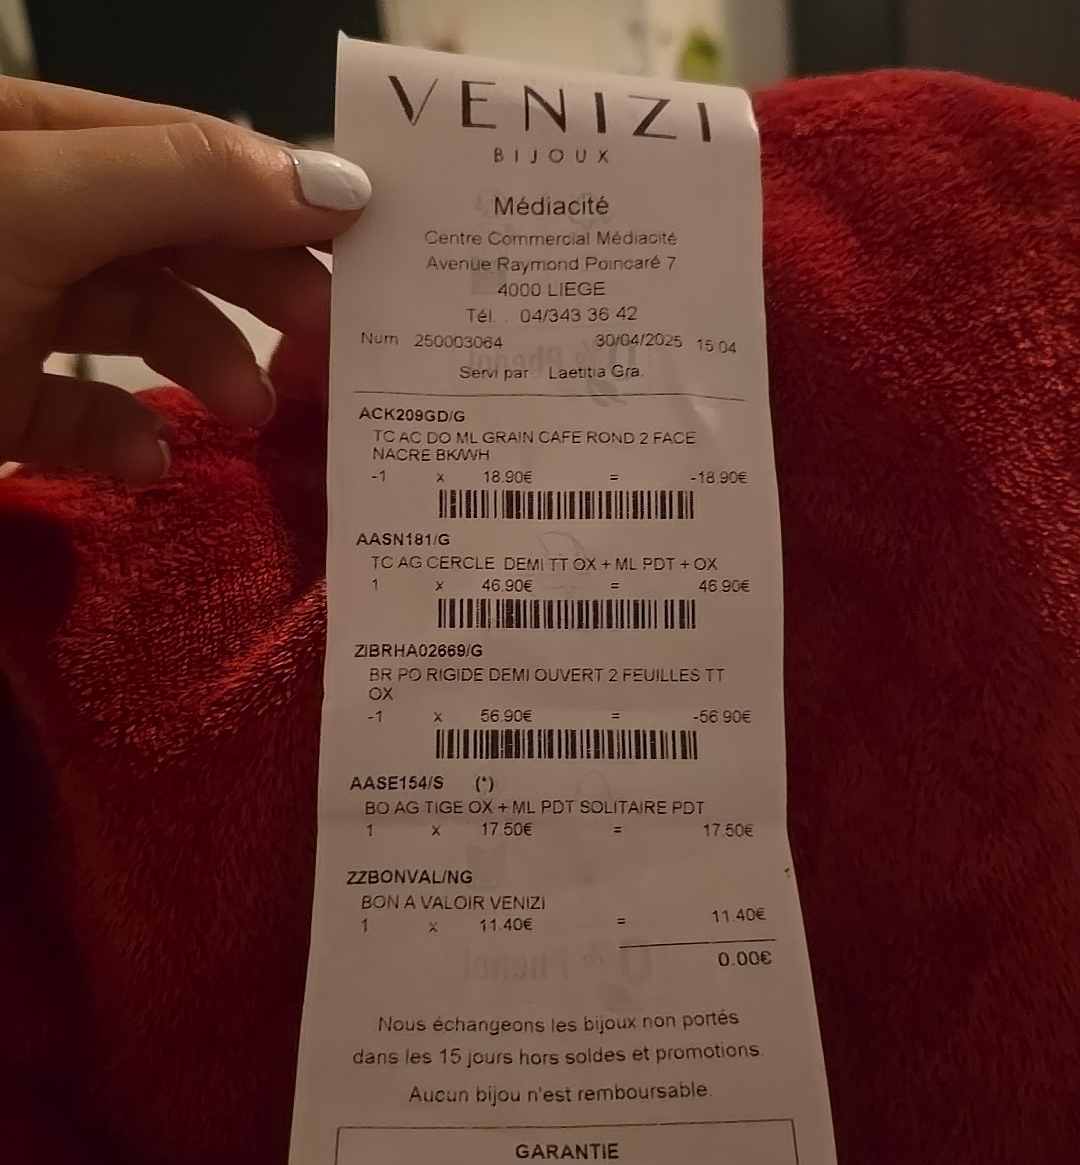 VENIZI
BIJOUX
Médiacité
Centre Commercial Médiacité
Avenue Raymond Poincaré 7
4000 LIEGE
Tél. : 04/343 36 42
Num 250003064 30/04/2025 15:04
Servi par Laetitia Gra.
ACK209GD/G
TC AC DO ML GRAIN CAFE ROND 2 FACE
NACRE BK/WH
-1 x 18.90€ = -18.90€
AASN181/G
TC AG CERCLE DEMI TT OX + ML PDT + OX
1 x 46.90€ = 46.90€
ZIBRHA02669/G
BR PO RIGIDE DEMI OUVERT 2 FEUILLES TT
OX
-1 x 56.90€ = -56.90€
AASE154/S (*)
BO AG TIGE OX + ML PDT SOLITAIRE PDT
1 x 17.50€ = 17.50€
ZZBONVAL/NG
BON A VALOIR VENIZI
1 x 11.40€ = 11.40€
0.00€
Nous échangeons les bijoux non portés
dans les 15 jours hors soldes et promotions.
Aucun bijou n'est remboursable.
GARANTIE